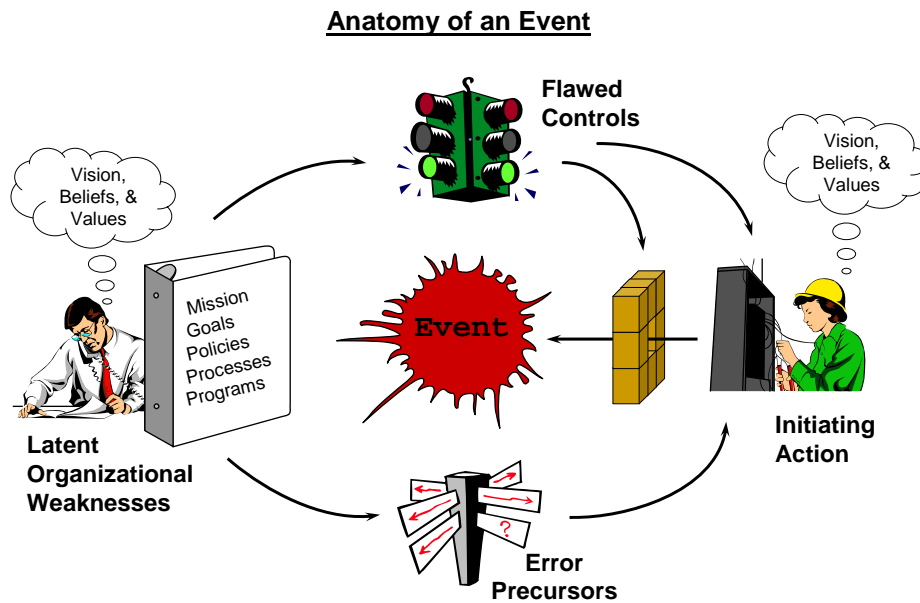 Anatomy of an Event
Flawed
Controls
Vision,
Beliefs, &
Values
Vision,
Beliefs, &
Values
Mission
Goals
Policies
Processes
Programs
Event
Latent
Organizational
Weaknesses
Initiating
Action
?
Error
Precursors